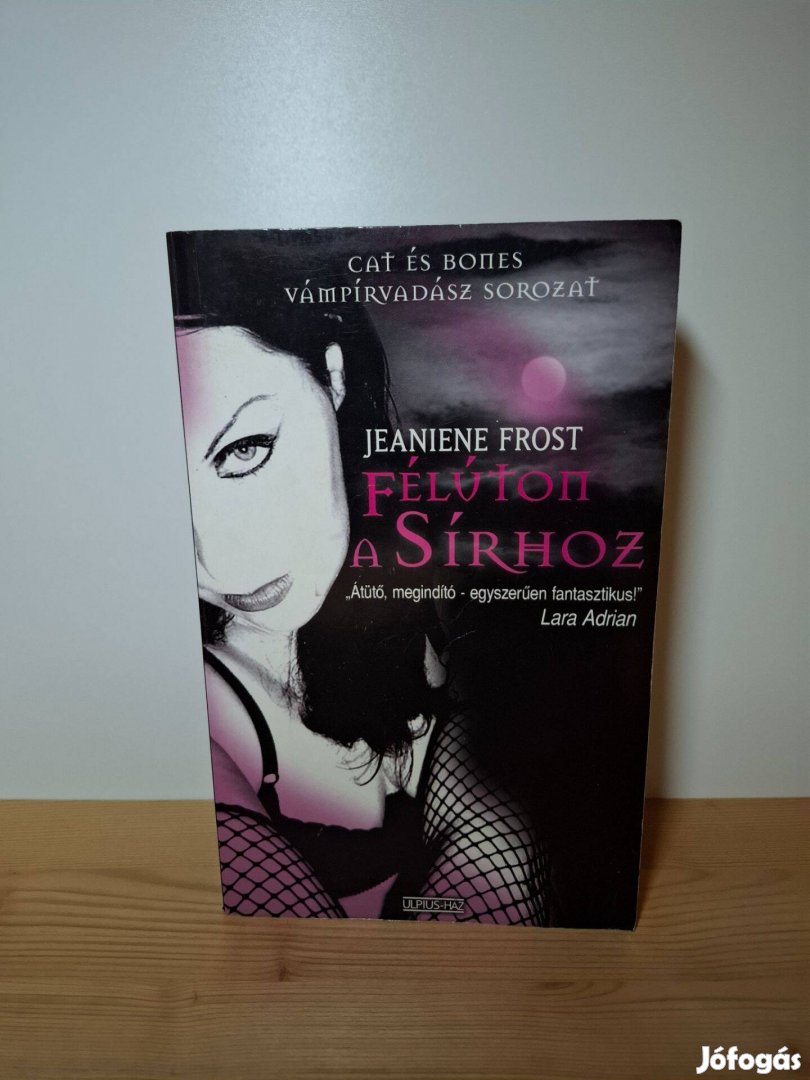 CAT ÉS BONES
VÁMPÍRVADÁSZ SOROZAT
JEANIENE FROST
FÉLÚTON
A SÍRHOZ
„Átütő, megindító - egyszerűen fantasztikus!”
Lara Adrian
ULPIUS-HÁZ
Jófogás